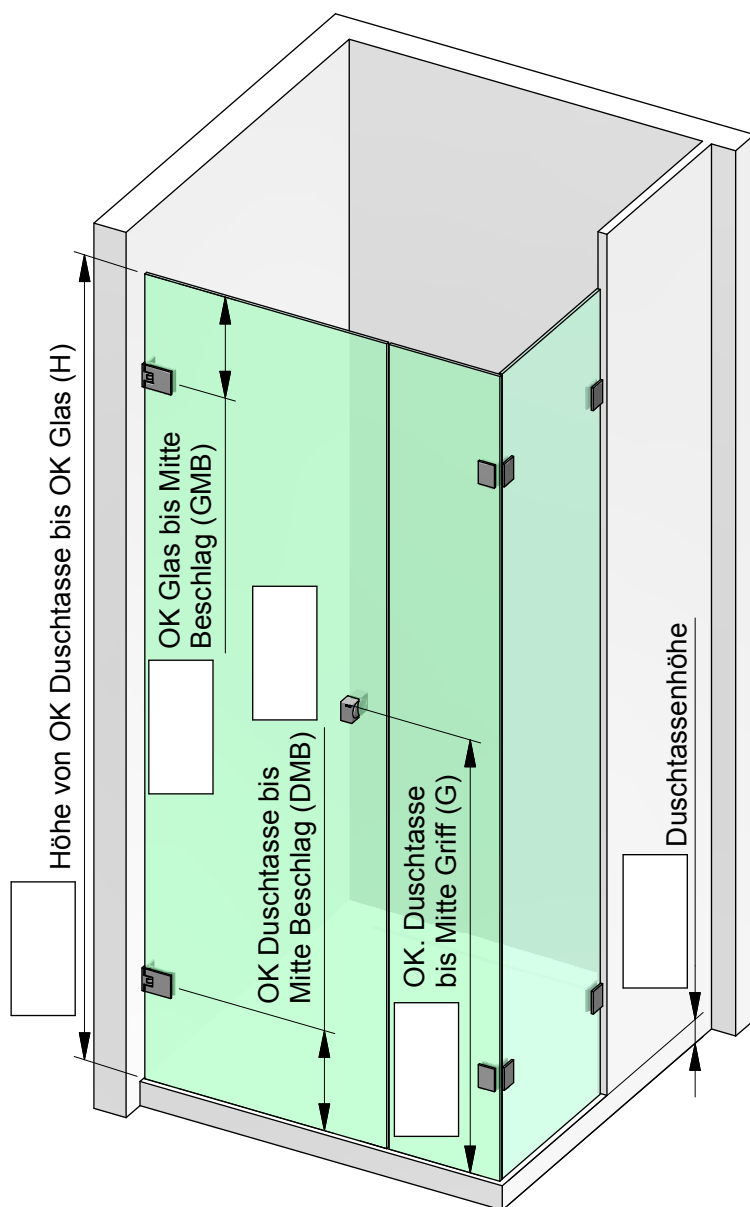 Höhe von OK Duschtasse bis OK Glas (H)
OK Glas bis Mitte
Beschlag (GMB)
OK Duschtasse bis
Mitte Beschlag (DMB)
OK. Duschtasse
bis Mitte Griff (G)
Duschtassenhöhe